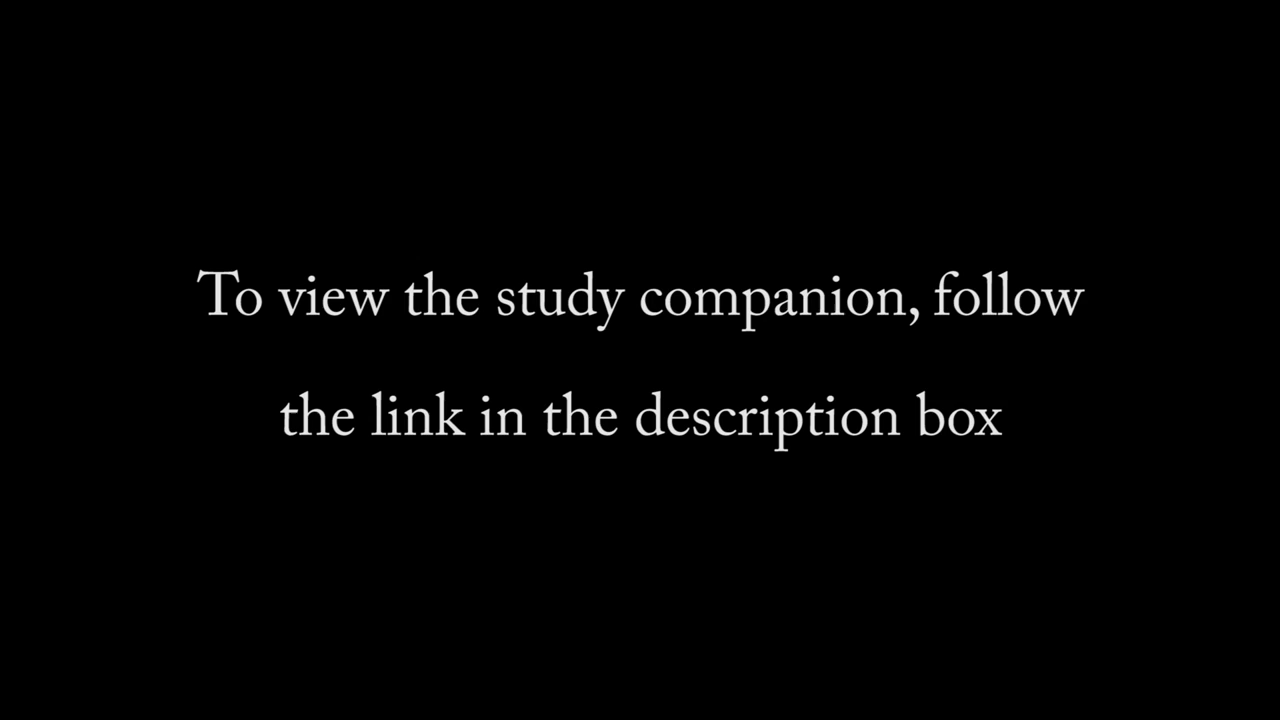 To view the study companion, follow
the link in the description box